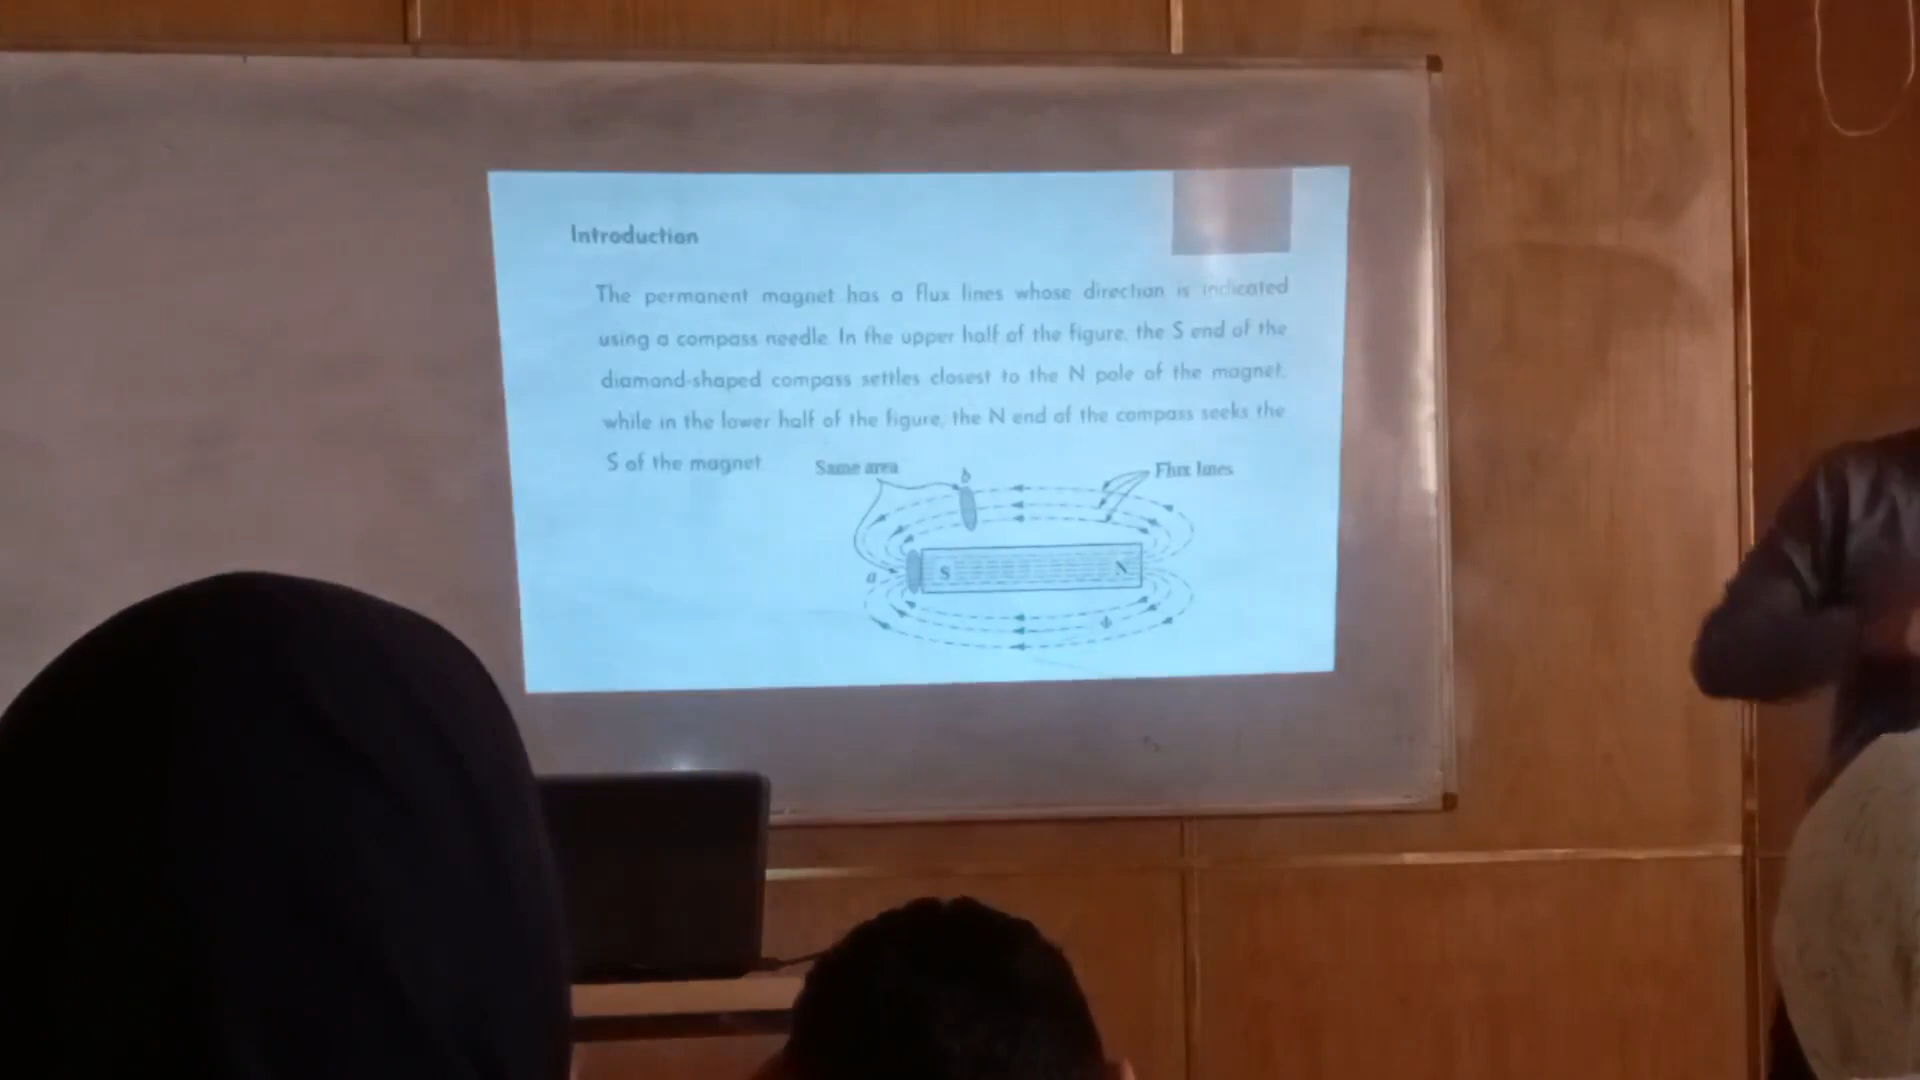 Introduction
The permanent magnet has a flux lines whose direction is indicated
using a compass needle. In the upper half of the figure, the S end of the
diamond-shaped compass settles closest to the N pole of the magnet,
while in the lower half of the figure, the N end of the compass seeks the
S of the magnet.
Same area
b
Flux lines
a
S
N
Φ